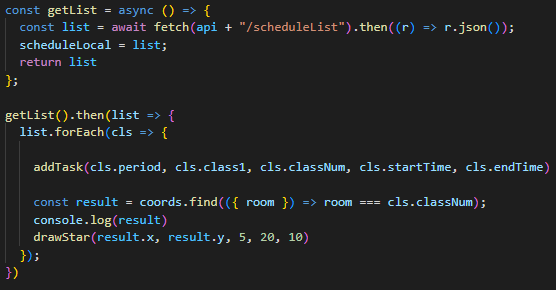 const getList = async () => {
  const list = await fetch(api + "/scheduleList").then((r) => r.json());
  scheduleLocal = list;
  return list
};
getList().then(list => {
  list.forEach(cls => {
    addTask(cls.period, cls.class1, cls.classNum, cls.startTime, cls.endTime)
    const result = coords.find(({ room }) => room === cls.classNum);
    console.log(result)
    drawStar(result.x, result.y, 5, 20, 10)
  });
})